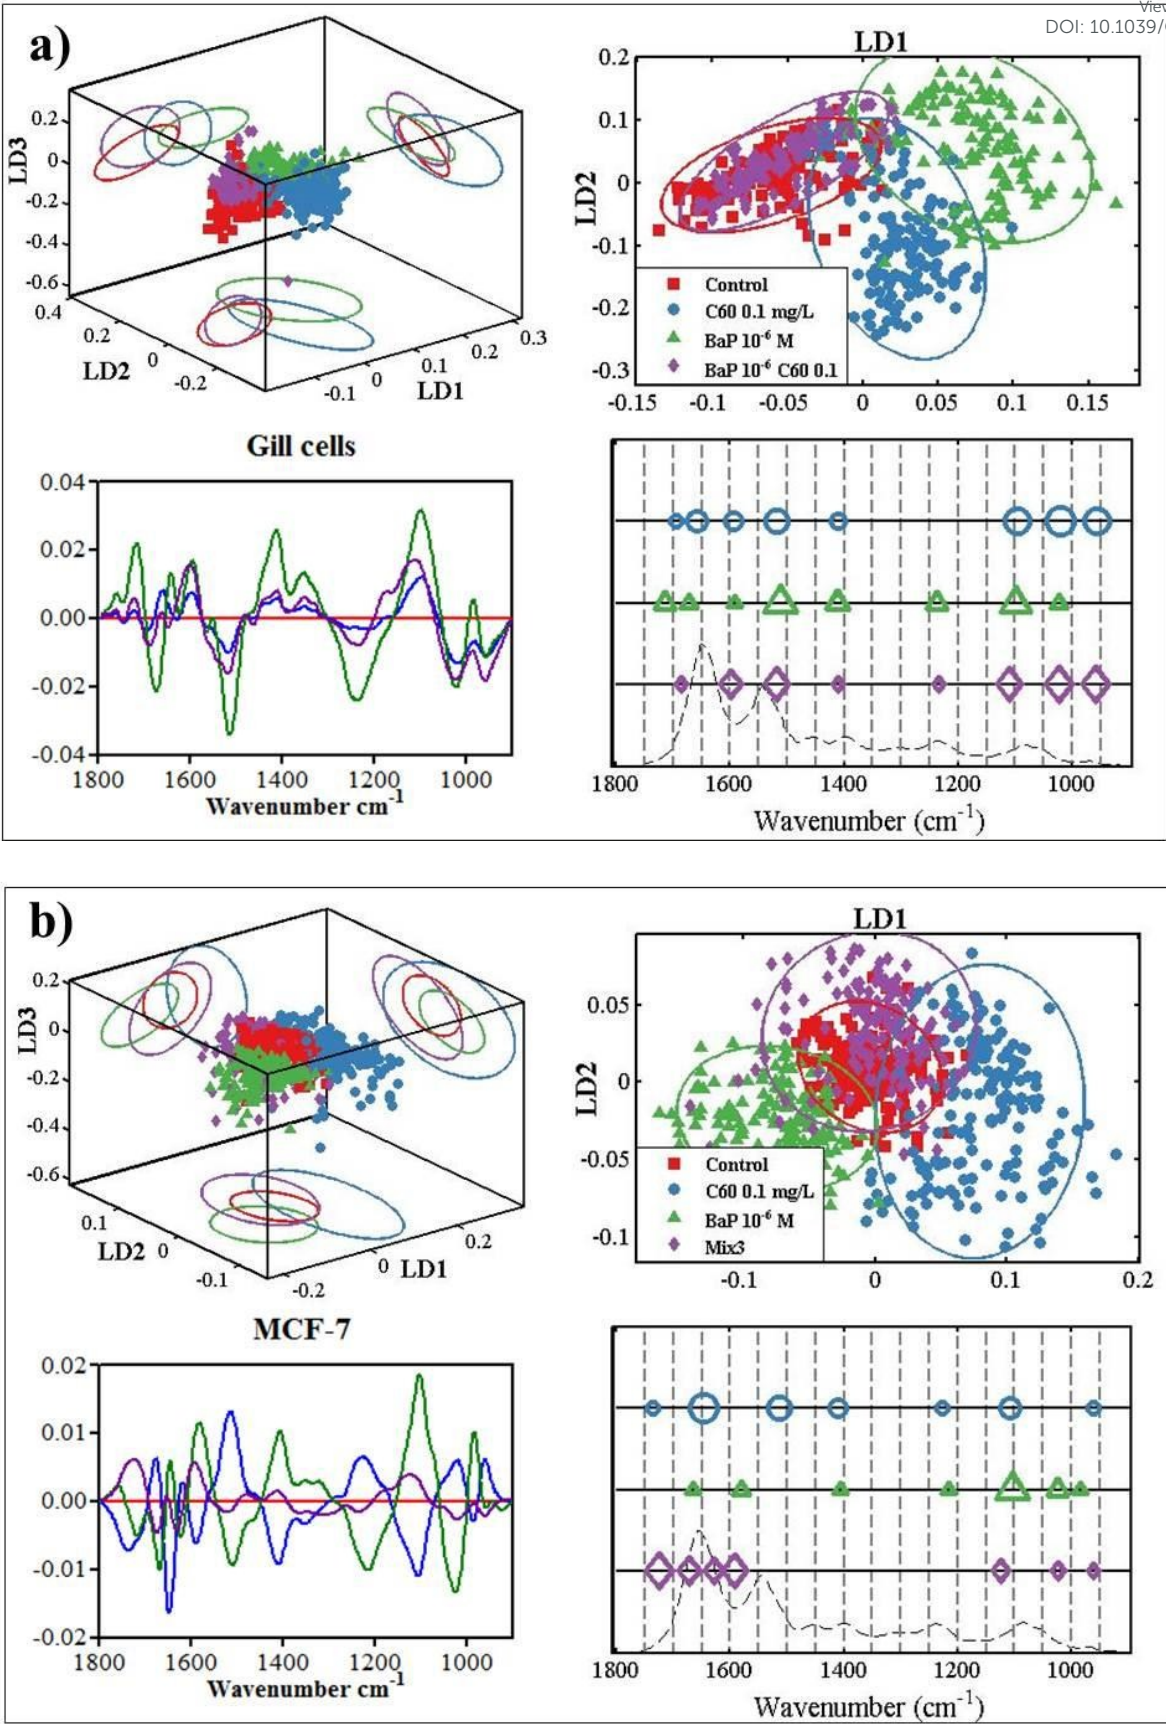 View
DOI: 10.1039/
a)
LD3
0.2
0
-0.2
-0.4
-0.6
0.4
0.2
0
-0.2
LD2
-0.1
0
0.1
0.2
0.3
LD1
LD1
LD2
0.2
0.1
0
-0.1
-0.2
-0.3
-0.15 -0.1 -0.05 0 0.05 0.1 0.15
Control
C60 0.1 mg/L
BaP 10⁻⁶ M
BaP 10⁻⁶ C60 0.1
Gill cells
0.04
0.02
0.00
-0.02
-0.04
1800 1600 1400 1200 1000
Wavenumber cm⁻¹
1800 1600 1400 1200 1000
Wavenumber (cm⁻¹)
b)
LD3
0.2
0
-0.2
-0.4
-0.6
0.1
0
-0.1
LD2
-0.2
0
0.2
LD1
LD1
LD2
0.05
0
-0.05
-0.1
-0.1 0 0.1 0.2
Control
C60 0.1 mg/L
BaP 10⁻⁶ M
Mix3
MCF-7
0.02
0.01
0.00
-0.01
-0.02
1800 1600 1400 1200 1000
Wavenumber cm⁻¹
1800 1600 1400 1200 1000
Wavenumber (cm⁻¹)